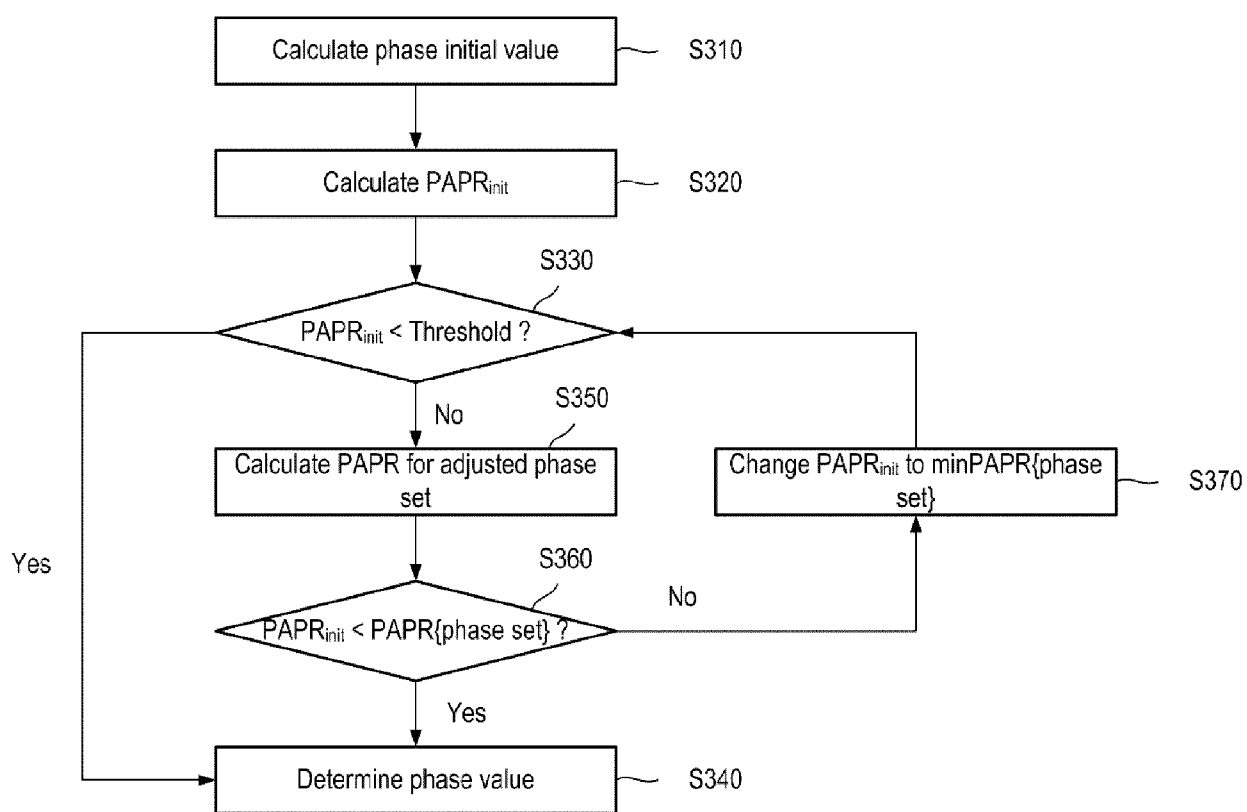 Calculate phase initial value
S310
Calculate PAPRinit
S320
S330
PAPRinit < Threshold ?
No
S350
Calculate PAPR for adjusted phase
set
Change PAPRinit to minPAPR{phase
set}
S370
Yes
S360
No
PAPRinit < PAPR{phase set} ?
Yes
Determine phase value
S340